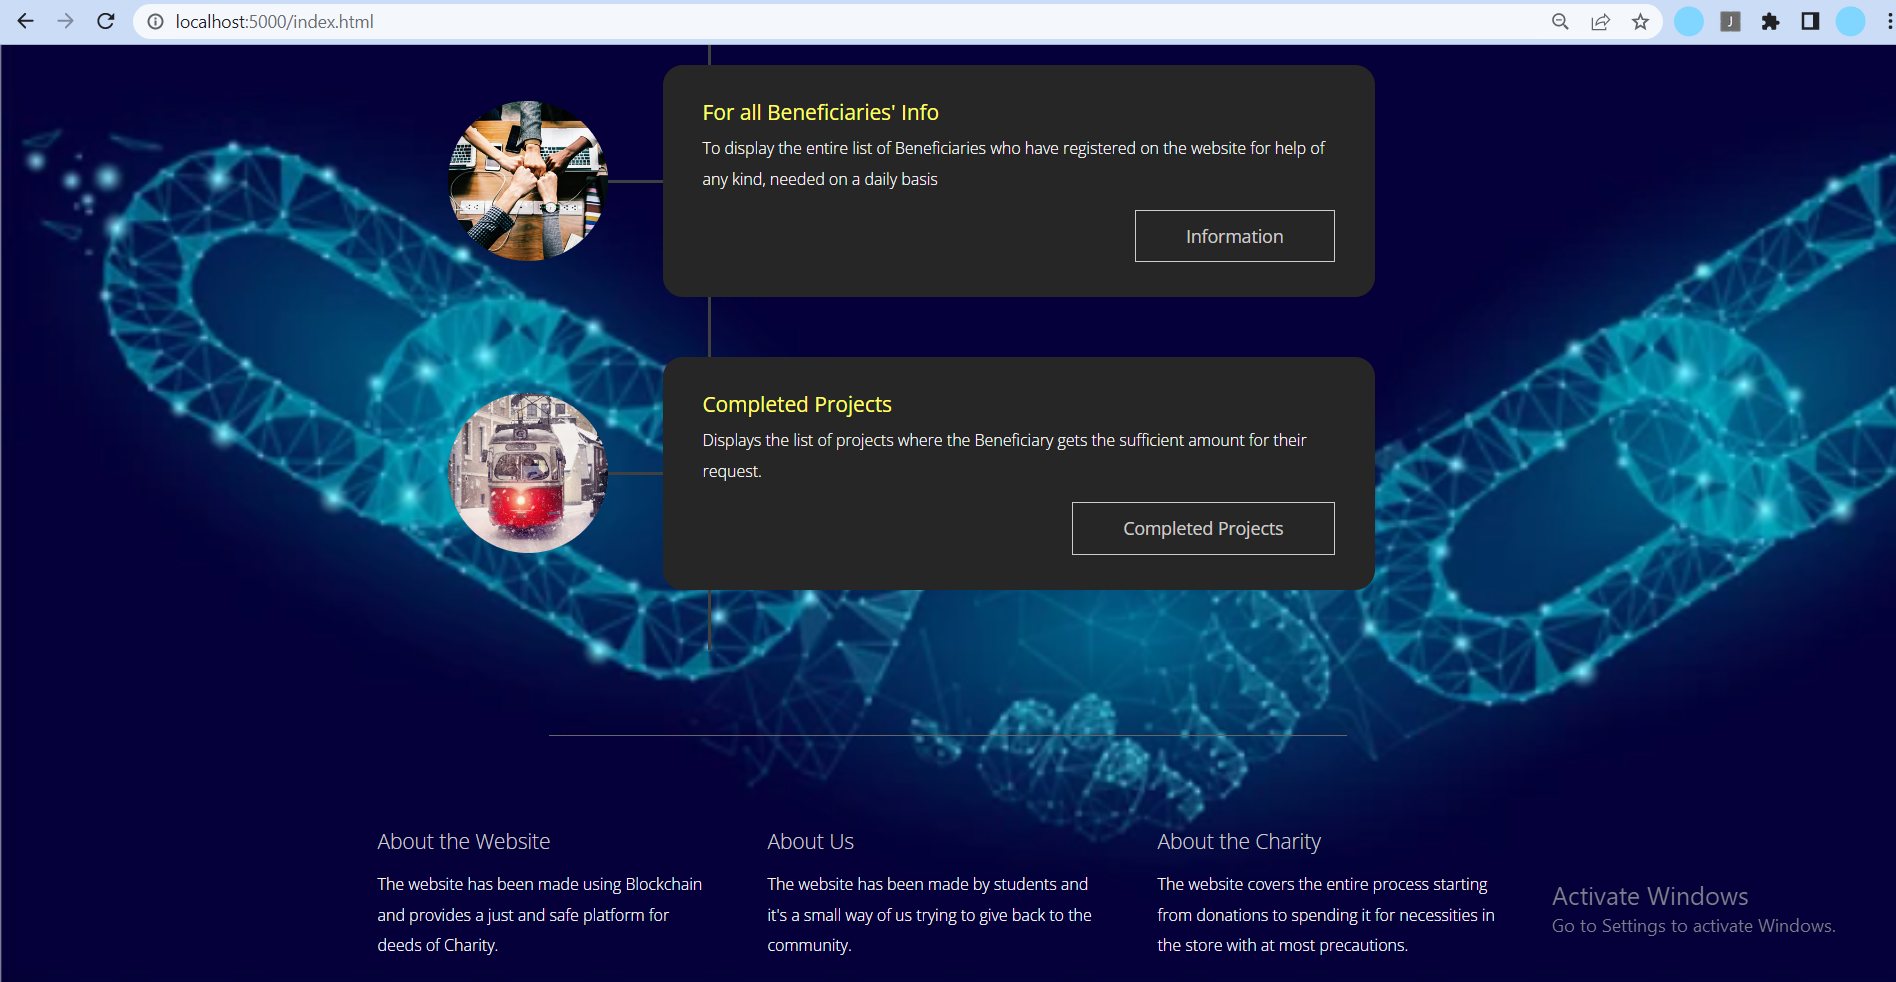 localhost:5000/index.html
J
For all Beneficiaries' Info
To display the entire list of Beneficiaries who have registered on the website for help of
any kind, needed on a daily basis
Information
Completed Projects
Displays the list of projects where the Beneficiary gets the sufficient amount for their
request.
Completed Projects
About the Website
The website has been made using Blockchain
and provides a just and safe platform for
deeds of Charity.
About Us
The website has been made by students and
it's a small way of us trying to give back to the
community.
About the Charity
The website covers the entire process starting
from donations to spending it for necessities in
the store with at most precautions.
Activate Windows
Go to Settings to activate Windows.